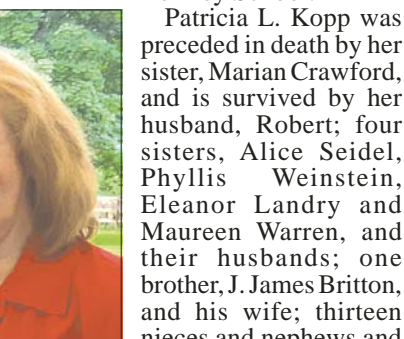 Patricia L. Kopp was
preceded in death by her
sister, Marian Crawford,
and is survived by her
husband, Robert; four
sisters, Alice Seidel,
Phyllis Weinstein,
Eleanor Landry and
Maureen Warren, and
their husbands; one
brother, J. James Britton,
and his wife; thirteen
nieces and nephews and